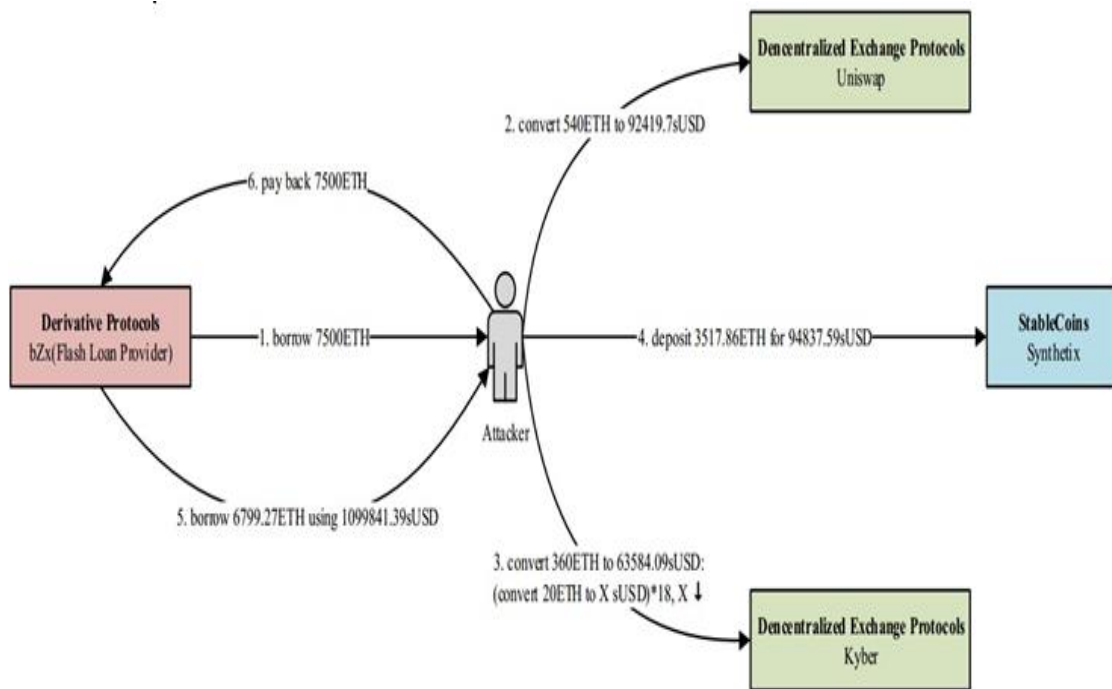 Dencentralized Exchange Protocols
Uniswap
2. convert 540ETH to 92419.7sUSD
6. pay back 7500ETH
Derivative Protocols
bZx(Flash Loan Provider)
1. borrow 7500ETH
4. deposit 3517.86ETH for 94837.59sUSD
StableCoins
Synthetix
Attacker
5. borrow 6799.27ETH using 1099841.39sUSD
3. convert 360ETH to 63584.09sUSD:
(convert 20ETH to X sUSD)*18, X ↓
Dencentralized Exchange Protocols
Kyber